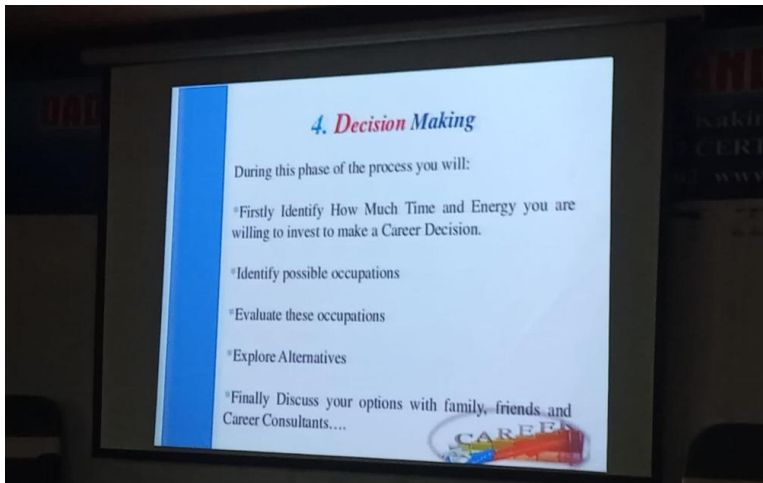 4. Decision Making
During this phase of the process you will:
*Firstly Identify How Much Time and Energy you are
willing to invest to make a Career Decision.
*Identify possible occupations
*Evaluate these occupations
*Explore Alternatives
*Finally Discuss your options with family, friends and
Career Consultants....
CAREER